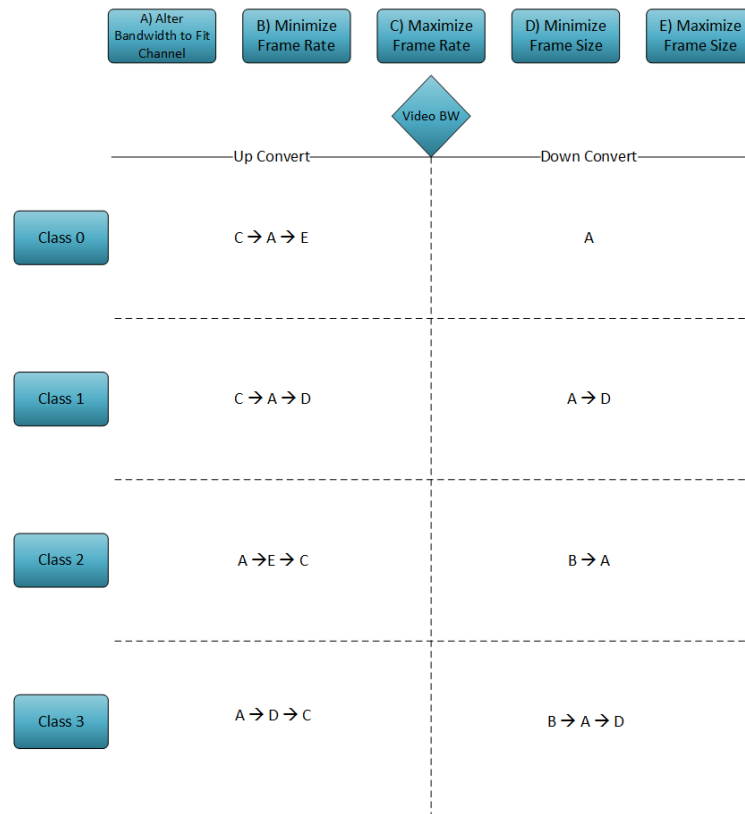 A) Alter
Bandwidth to Fit
Channel
B) Minimize
Frame Rate
C) Maximize
Frame Rate
D) Minimize
Frame Size
E) Maximize
Frame Size
Video BW
Up Convert
Down Convert
Class 0
C → A → E
A
Class 1
C → A → D
A → D
Class 2
A →E → C
B → A
Class 3
A → D → C
B → A → D